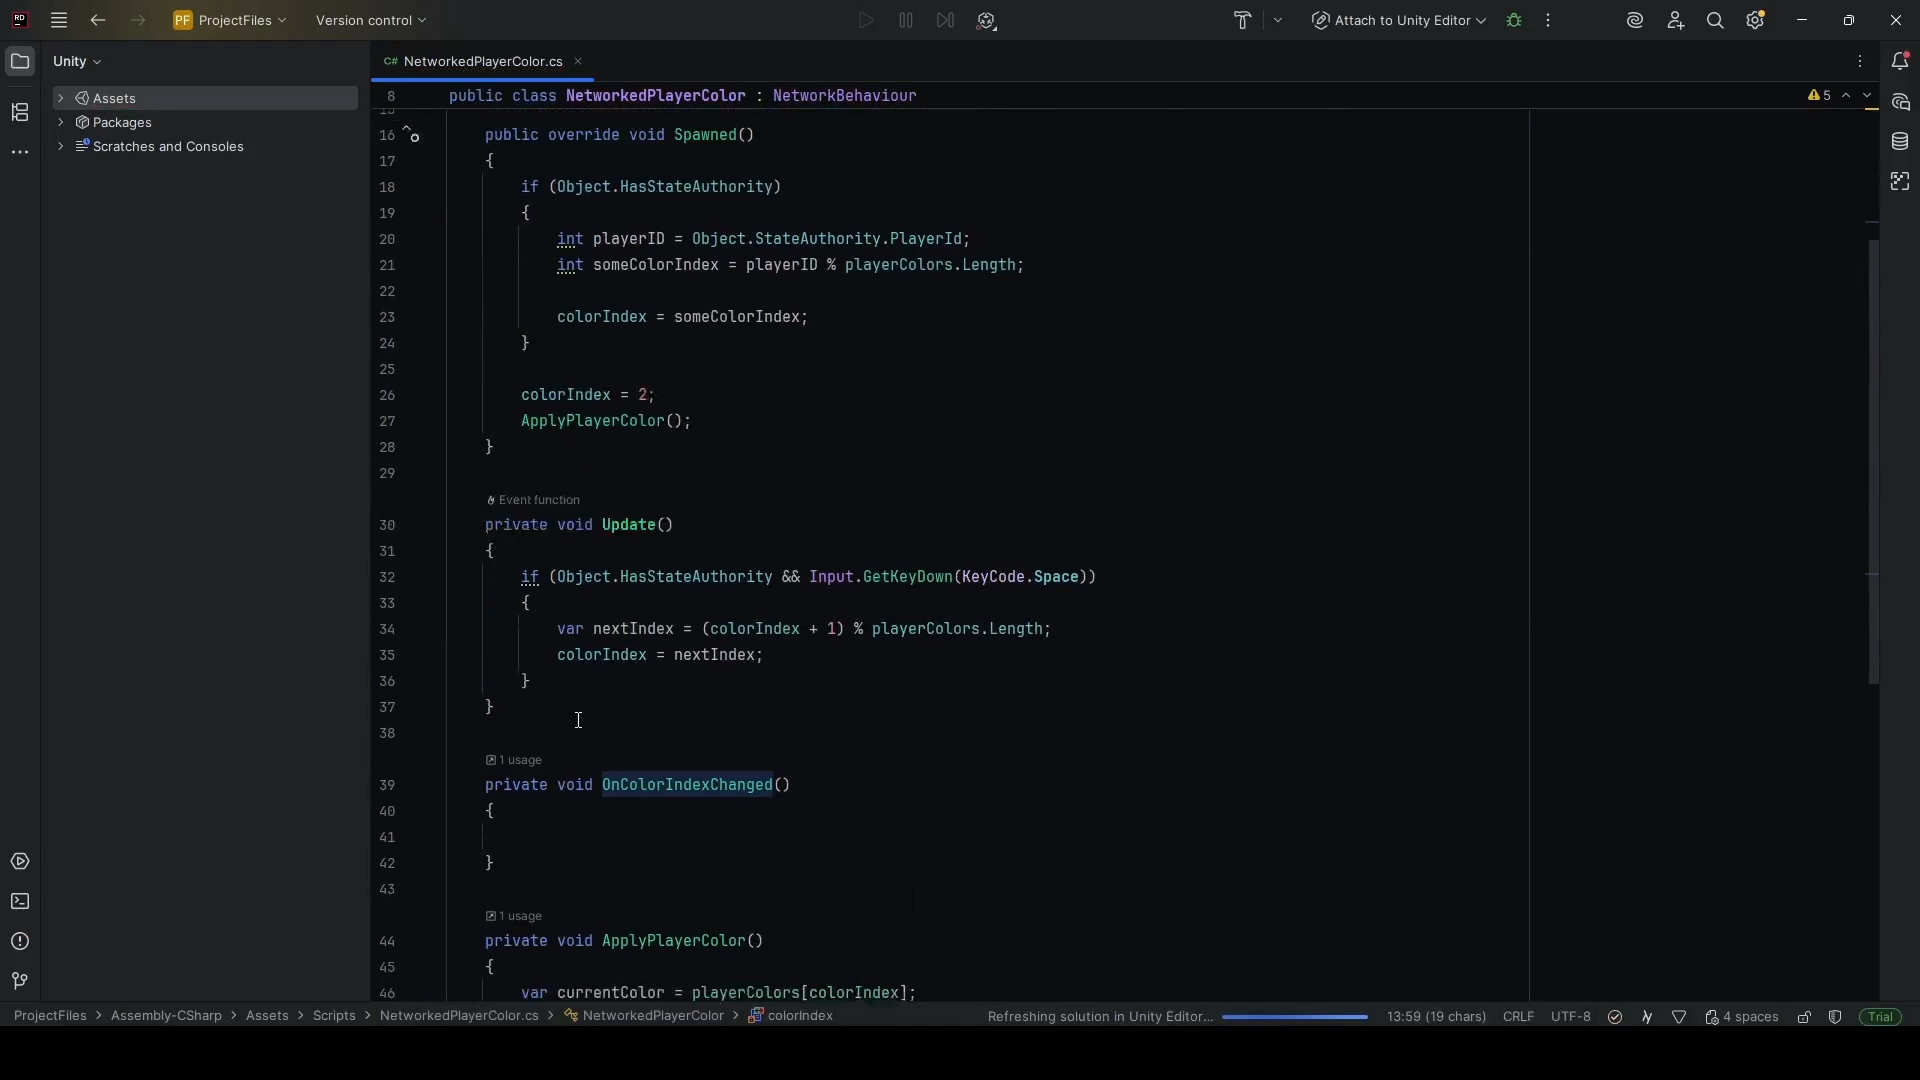 RD PF ProjectFiles Version control Attach to Unity Editor
Unity
C# NetworkedPlayerColor.cs
Assets
Packages
Scratches and Consoles
8 public class NetworkedPlayerColor : NetworkBehaviour 5
16 public override void Spawned()
17 {
18 if (Object.HasStateAuthority)
19 {
20 int playerID = Object.StateAuthority.PlayerId;
21 int someColorIndex = playerID % playerColors.Length;
22
23 colorIndex = someColorIndex;
24 }
25
26 colorIndex = 2;
27 ApplyPlayerColor();
28 }
29
Event function
30 private void Update()
31 {
32 if (Object.HasStateAuthority && Input.GetKeyDown(KeyCode.Space))
33 {
34 var nextIndex = (colorIndex + 1) % playerColors.Length;
35 colorIndex = nextIndex;
36 }
37 }
38
1 usage
39 private void OnColorIndexChanged()
40 {
41
42 }
43
1 usage
44 private void ApplyPlayerColor()
45 {
46 var currentColor = playerColors[colorIndex];
ProjectFiles > Assembly-CSharp > Assets > Scripts > NetworkedPlayerColor.cs > NetworkedPlayerColor > colorIndex Refreshing solution in Unity Editor... 13:59 (19 chars) CRLF UTF-8 4 spaces Trial